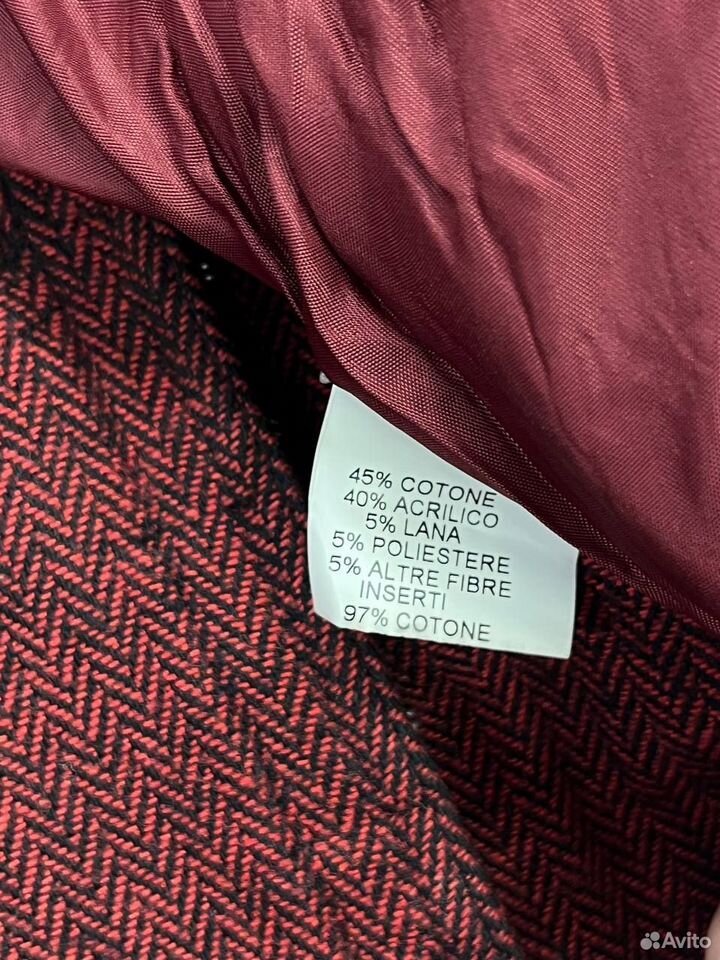 45% COTONE
40% ACRILICO
5% LANA
5% POLIESTERE
5% ALTRE FIBRE
INSERTI
97% COTONE
Avito